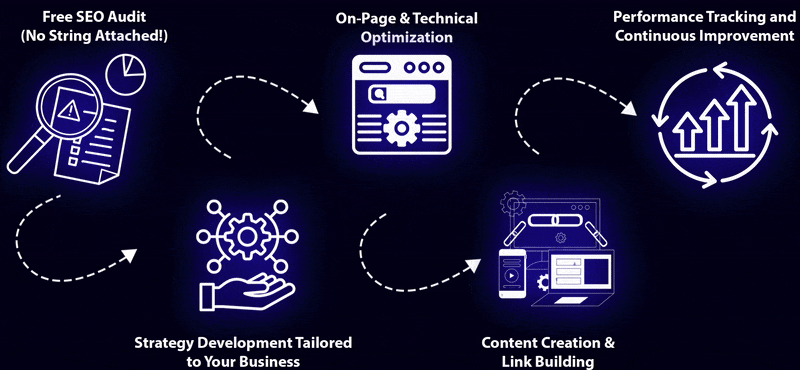 Free SEO Audit
(No String Attached!)
Strategy Development Tailored
to Your Business
On-Page & Technical
Optimization
Content Creation &
Link Building
Performance Tracking and
Continuous Improvement